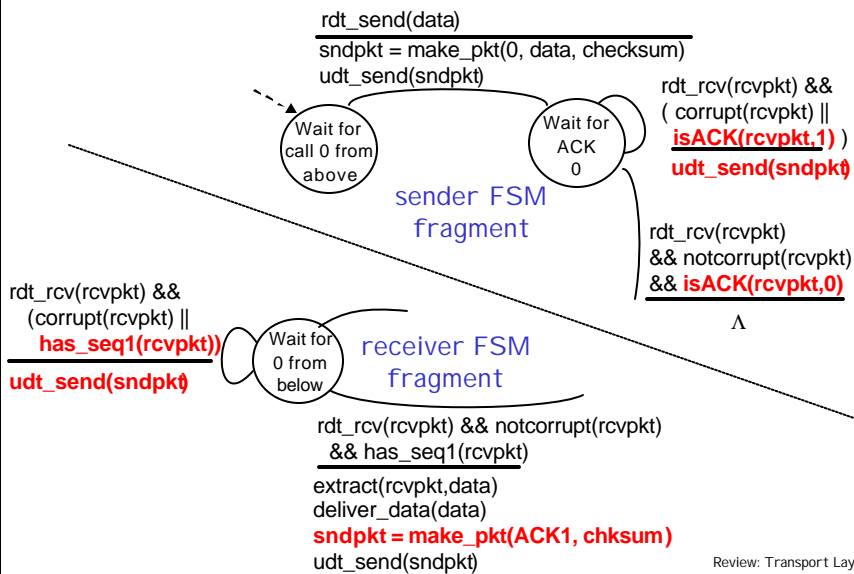 rdt_send(data)
sndpkt = make_pkt(0, data, checksum)
udt_send(sndpkt)
Wait for
call 0 from
above
Wait for
ACK
0
rdt_rcv(rcvpkt) &&
( corrupt(rcvpkt) ||
isACK(rcvpkt,1) )
udt_send(sndpkt)
sender FSM
fragment
rdt_rcv(rcvpkt)
&& notcorrupt(rcvpkt)
&& isACK(rcvpkt,0)
Λ
rdt_rcv(rcvpkt) &&
(corrupt(rcvpkt) ||
has_seq1(rcvpkt))
udt_send(sndpkt)
Wait for
0 from
below
receiver FSM
fragment
rdt_rcv(rcvpkt) && notcorrupt(rcvpkt)
&& has_seq1(rcvpkt)
extract(rcvpkt,data)
deliver_data(data)
sndpkt = make_pkt(ACK1, chksum)
udt_send(sndpkt)
Review: Transport Lay